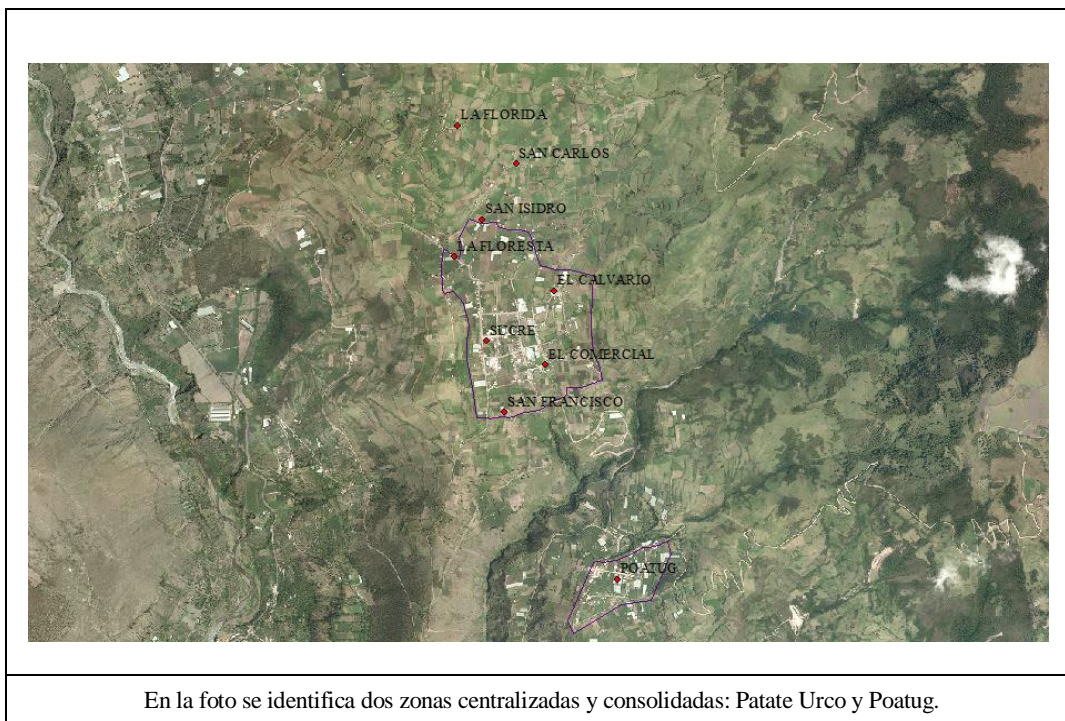 LA FLORIDA
SAN CARLOS
SAN ISIDRO
LA FLORESTA
EL CALVARIO
SUCRE
EL COMERCIAL
SAN FRANCISCO
POATUG
En la foto se identifica dos zonas centralizadas y consolidadas: Patate Urco y Poatug.